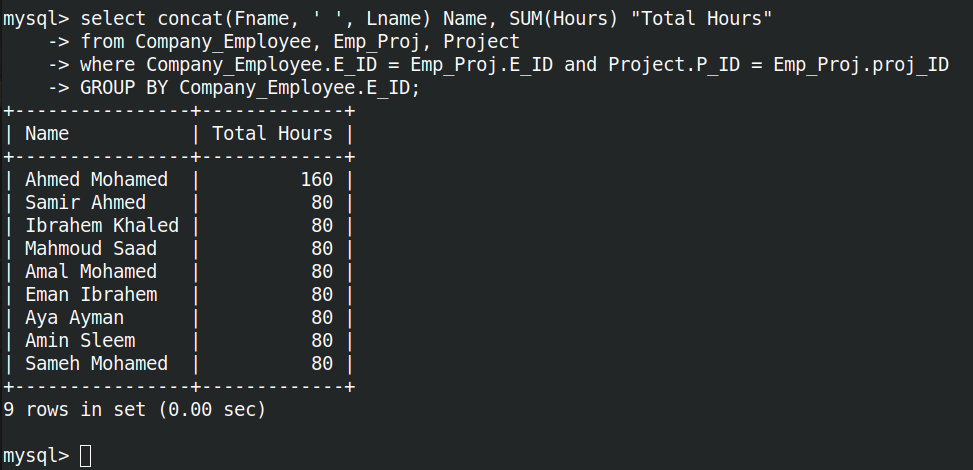 mysql> select concat(Fname, ' ', Lname) Name, SUM(Hours) "Total Hours"
    -> from Company_Employee, Emp_Proj, Project
    -> where Company_Employee.E_ID = Emp_Proj.E_ID and Project.P_ID = Emp_Proj.proj_ID
    -> GROUP BY Company_Employee.E_ID;
+----------------+-------------+
| Name           | Total Hours |
+----------------+-------------+
| Ahmed Mohamed  |         160 |
| Samir Ahmed    |          80 |
| Ibrahem Khaled |          80 |
| Mahmoud Saad   |          80 |
| Amal Mohamed   |          80 |
| Eman Ibrahem   |          80 |
| Aya Ayman      |          80 |
| Amin Sleem     |          80 |
| Sameh Mohamed  |          80 |
+----------------+-------------+
9 rows in set (0.00 sec)

mysql>